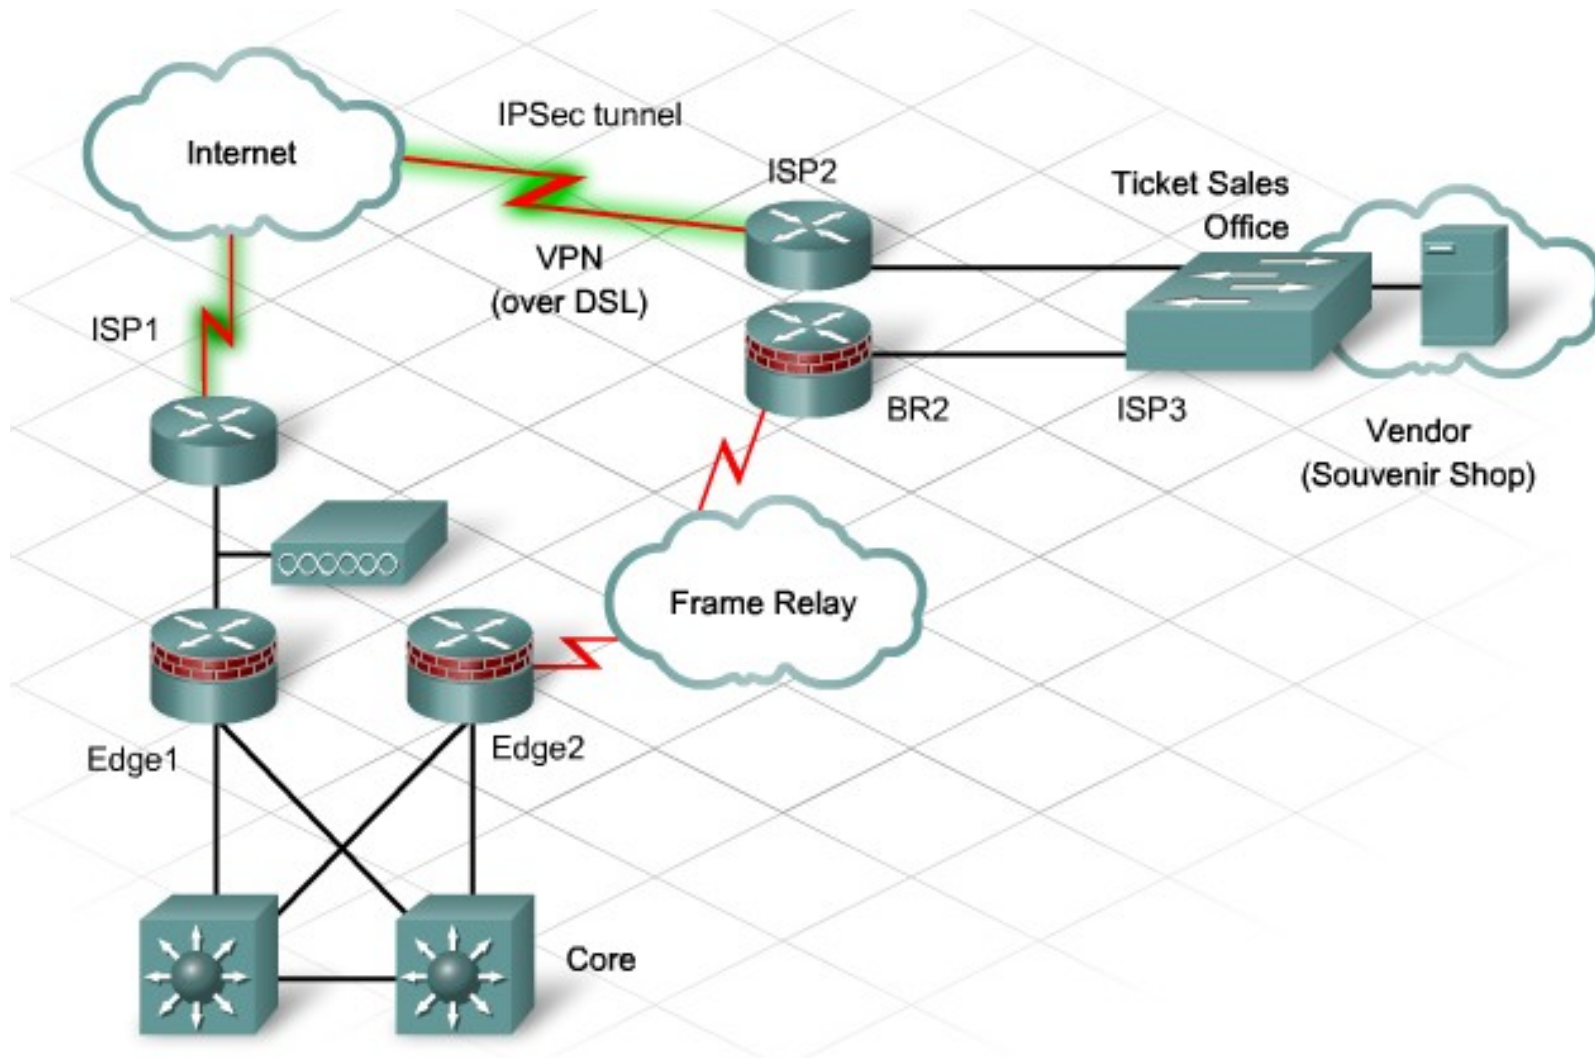 IPSec tunnel
Internet
ISP2
Ticket Sales
Office
VPN
(over DSL)
ISP1
BR2
ISP3
Vendor
(Souvenir Shop)
Frame Relay
Edge1
Edge2
Core